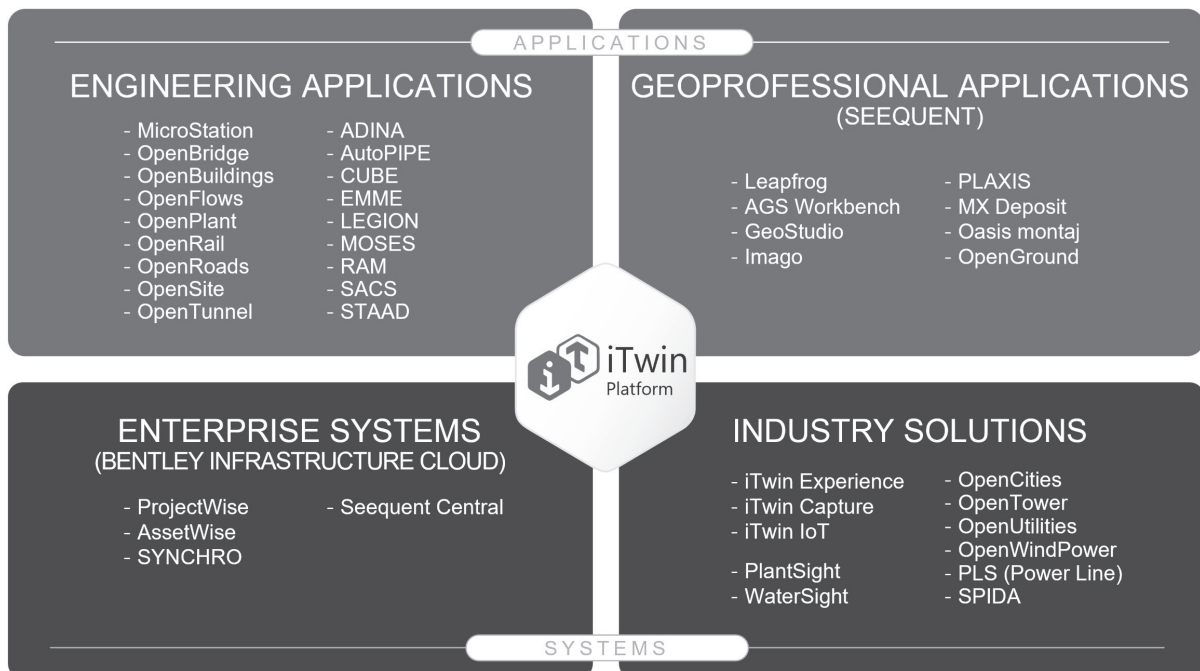 APPLICATIONS
ENGINEERING APPLICATIONS
- MicroStation
- OpenBridge
- OpenBuildings
- OpenFlows
- OpenPlant
- OpenRail
- OpenRoads
- OpenSite
- OpenTunnel
- ADINA
- AutoPIPE
- CUBE
- EMME
- LEGION
- MOSES
- RAM
- SACS
- STAAD
GEOPROFESSIONAL APPLICATIONS
(SEEQUENT)
- Leapfrog
- AGS Workbench
- GeoStudio
- Imago
- PLAXIS
- MX Deposit
- Oasis montaj
- OpenGround
iTwin
Platform
ENTERPRISE SYSTEMS
(BENTLEY INFRASTRUCTURE CLOUD)
- ProjectWise
- AssetWise
- SYNCHRO
- Seequent Central
INDUSTRY SOLUTIONS
- iTwin Experience
- iTwin Capture
- iTwin IoT
- PlantSight
- WaterSight
- OpenCities
- OpenTower
- OpenUtilities
- OpenWindPower
- PLS (Power Line)
- SPIDA
SYSTEMS